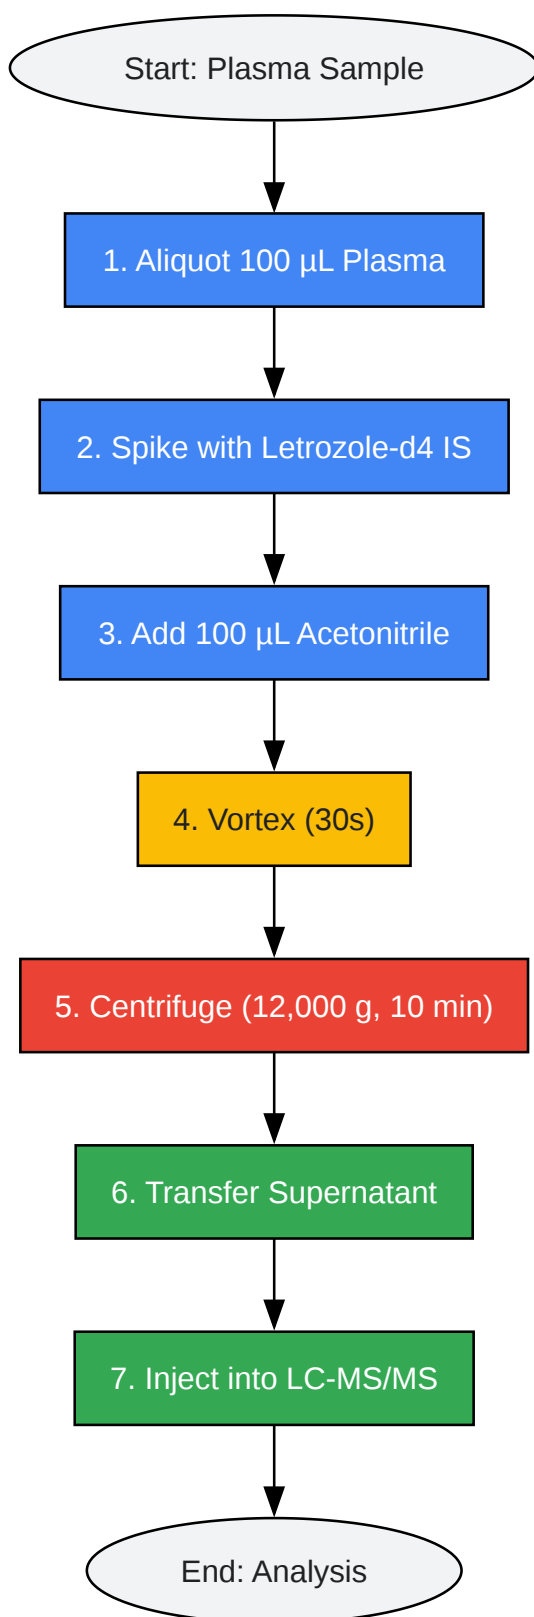 Start: Plasma Sample
1. Aliquot 100 µL Plasma
2. Spike with Letrozole-d4 IS
3. Add 100 µL Acetonitrile
4. Vortex (30s)
5. Centrifuge (12,000 g, 10 min)
6. Transfer Supernatant
7. Inject into LC-MS/MS
End: Analysis